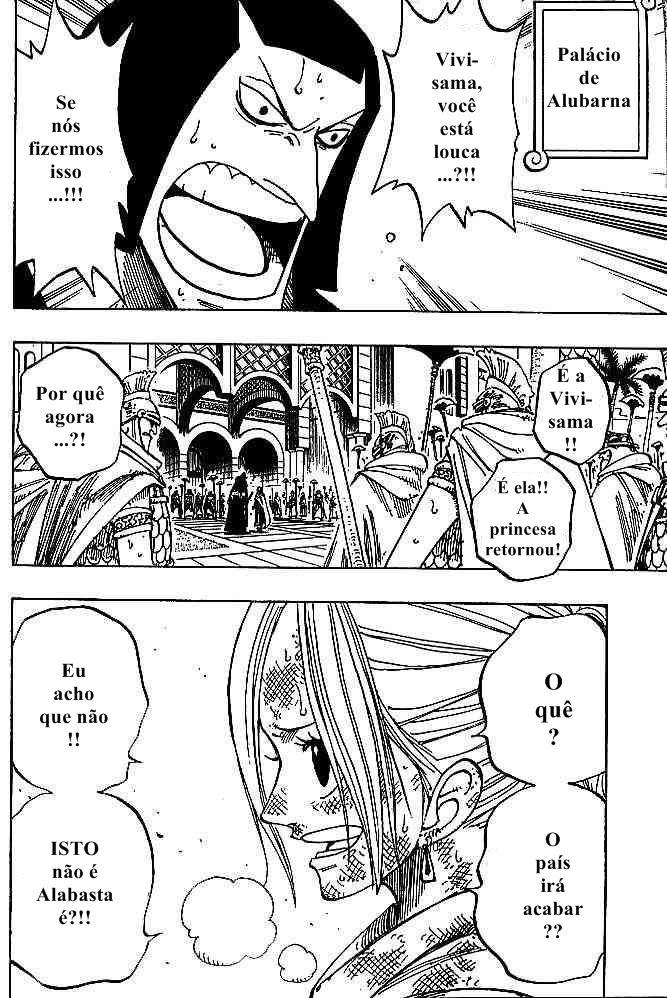 Palácio
de
Alubarna
Vivi-
sama,
você
está
louca
...?!!
Se
nós
fizermos
isso
...!!!
É a
Vivi-
sama
!!
É ela!!
A
princesa
retornou!
Por quê
agora
...?!
O
quê
?
O
país
irá
acabar
??
Eu
acho
que não
!!
ISTO
não é
Alabasta
é?!!